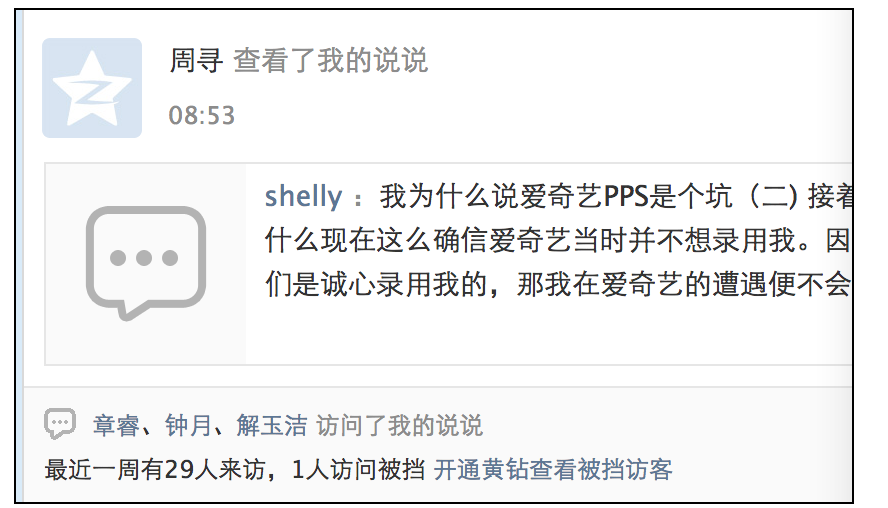 周寻 查看了我的说说
08:53
shelly ：我为什么说爱奇艺PPS是个坑（二) 接着
什么现在这么确信爱奇艺当时并不想录用我。因
们是诚心录用我的，那我在爱奇艺的遭遇便不会
章睿、钟月、解玉洁 访问了我的说说
最近一周有29人来访，1人访问被挡 开通黄钻查看被挡访客